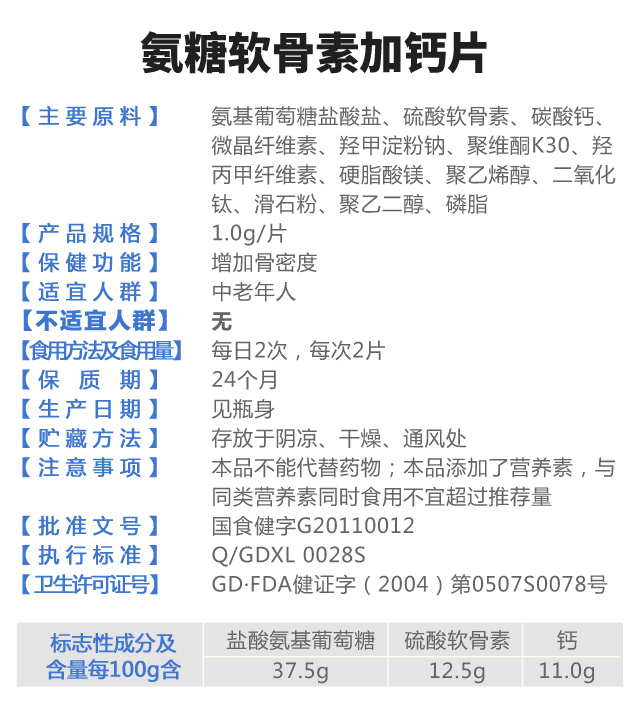 氨糖软骨素加钙片
【主要原料】 氨基葡萄糖盐酸盐、硫酸软骨素、碳酸钙、
微晶纤维素、羟甲淀粉钠、聚维酮K30、羟
丙甲纤维素、硬脂酸镁、聚乙烯醇、二氧化
钛、滑石粉、聚乙二醇、磷脂
【产品规格】 1.0g/片
【保健功能】 增加骨密度
【适宜人群】 中老年人
【不适宜人群】 无
【食用方法及食用量】 每日2次，每次2片
【保质期】 24个月
【生产日期】 见瓶身
【贮藏方法】 存放于阴凉、干燥、通风处
【注意事项】 本品不能代替药物；本品添加了营养素，与
同类营养素同时食用不宜超过推荐量
【批准文号】 国食健字G20110012
【执行标准】 Q/GDXL 0028S
【卫生许可证号】 GD·FDA健证字（2004）第0507S0078号
标志性成分及
含量每100g含
盐酸氨基葡萄糖 硫酸软骨素 钙
37.5g 12.5g 11.0g